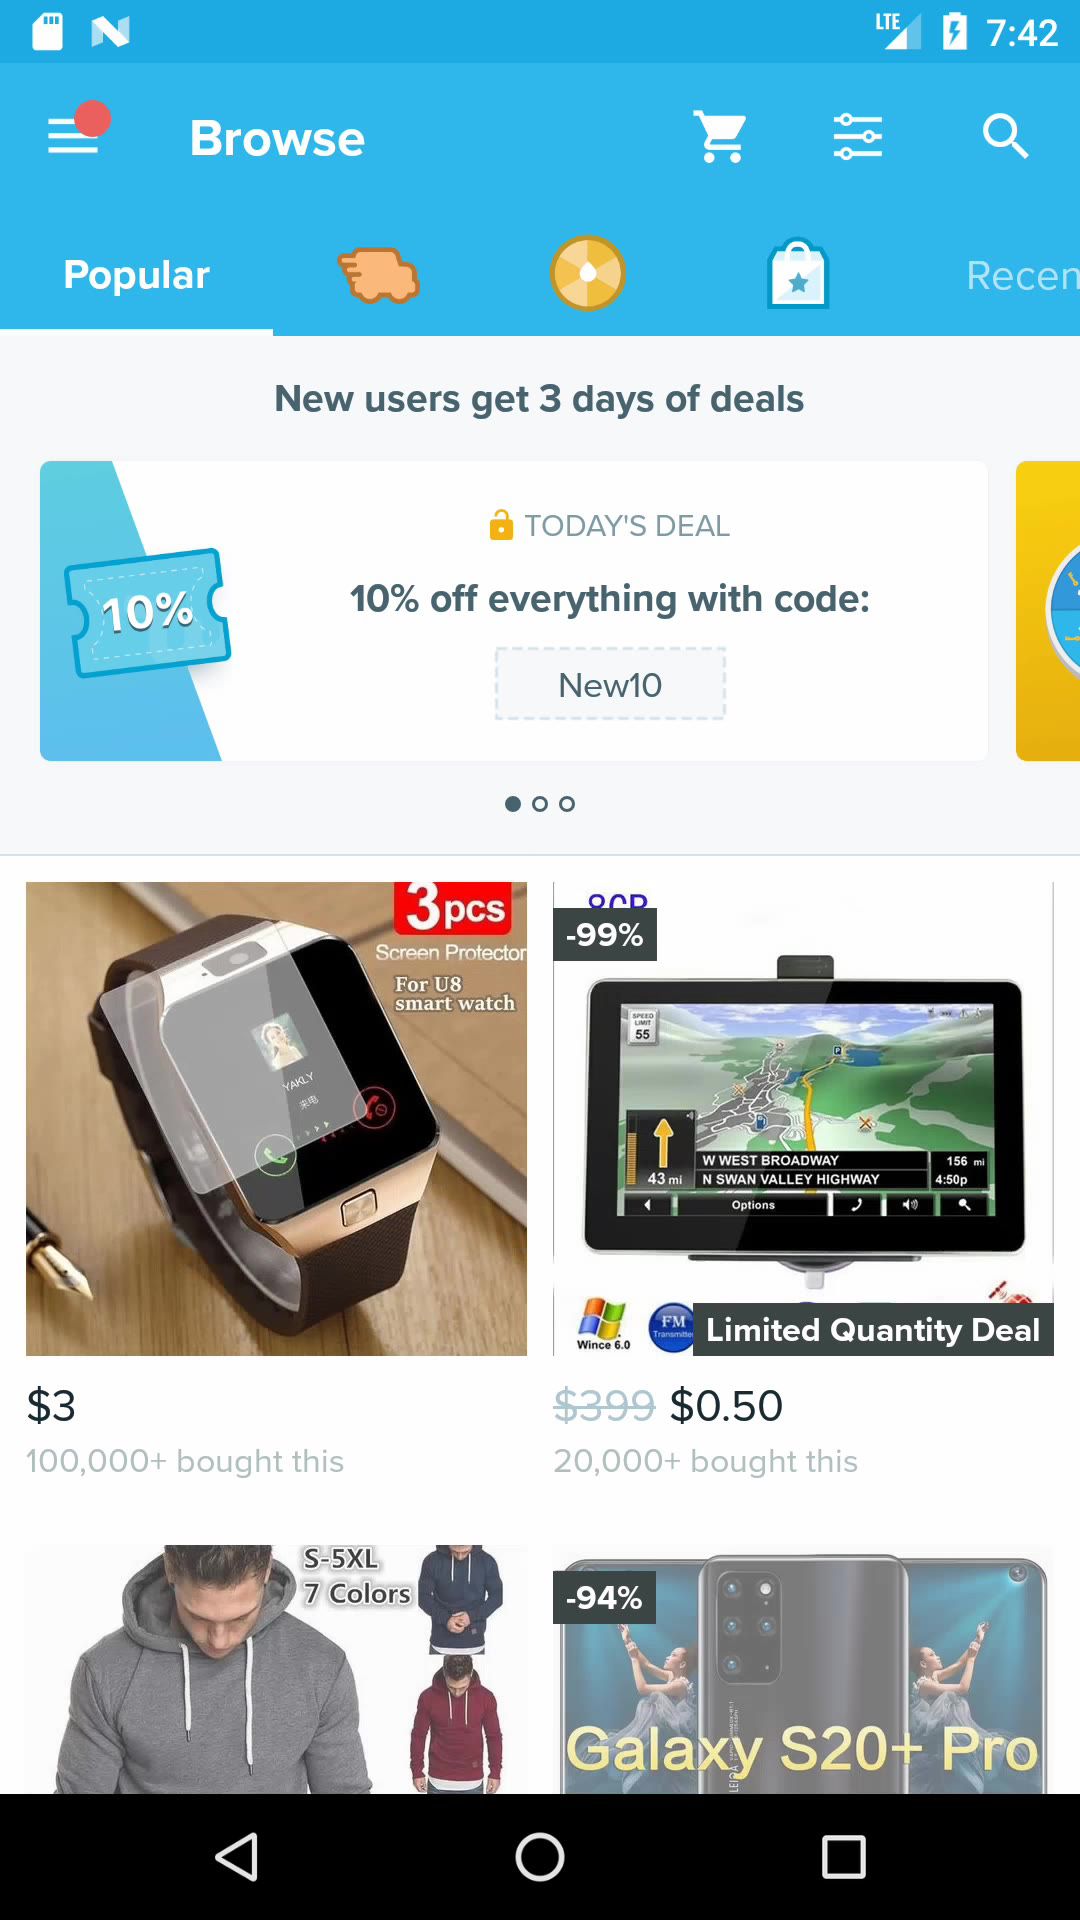 LTE 7:42
Browse
Popular
Recen
New users get 3 days of deals
TODAY'S DEAL
10%
10% off everything with code:
New10
3pcs
Screen Protector
For U8
smart watch
YAKLY
来电
-99%
SPEED
LIMIT
55
W WEST BROADWAY
156 mi
43 mi
N SWAN VALLEY HIGHWAY
4:50p
Options
Wince 6.0
FM
Transmitter
Limited Quantity Deal
$3
100,000+ bought this
$399 $0.50
20,000+ bought this
S-5XL
7 Colors
-94%
Galaxy S20+ Pro